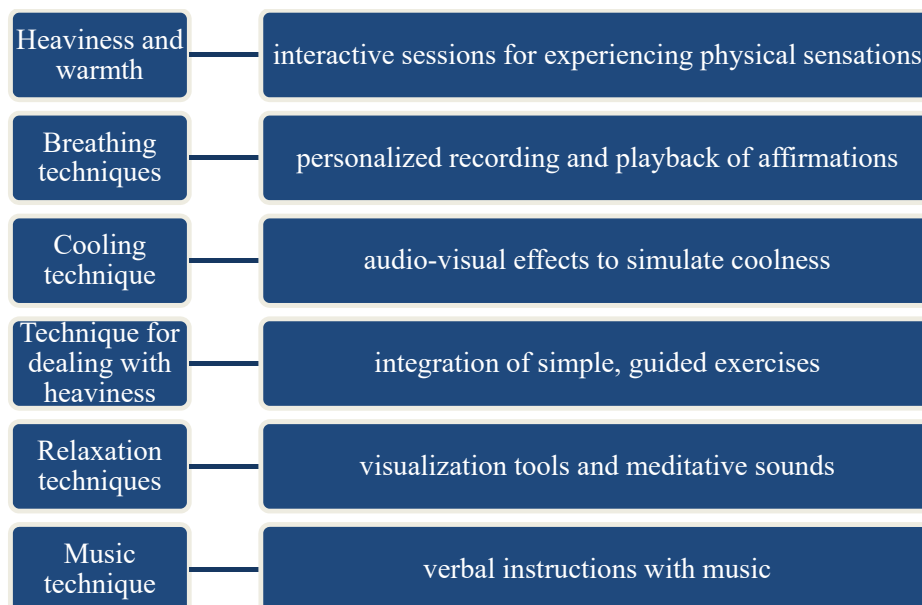 Heaviness and
warmth
interactive sessions for experiencing physical sensations
Breathing
techniques
personalized recording and playback of affirmations
Cooling
technique
audio-visual effects to simulate coolness
Technique for
dealing with
heaviness
integration of simple, guided exercises
Relaxation
techniques
visualization tools and meditative sounds
Music
technique
verbal instructions with music